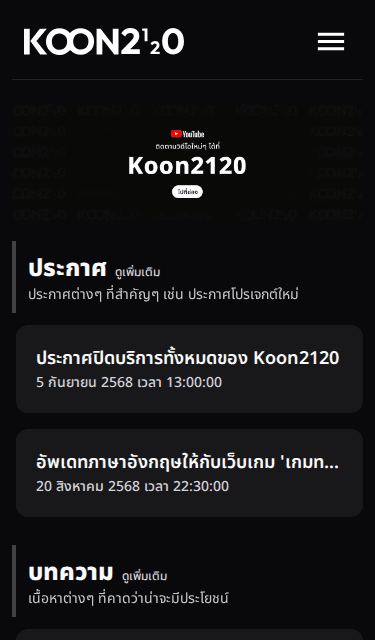 KOON2120
YouTube
ติดตามวิดีโอใหม่ๆ ได้ที่
Koon2120
ไปที่ช่อง
ประกาศ ดูเพิ่มเติม
ประกาศต่างๆ ที่สำคัญๆ เช่น ประกาศโปรเจกต์ใหม่
ประกาศปิดบริการทั้งหมดของ Koon2120
5 กันยายน 2568 เวลา 13:00:00
อัพเดทภาษาอังกฤษให้กับเว็บเกม 'เกมท...
20 สิงหาคม 2568 เวลา 22:30:00
บทความ ดูเพิ่มเติม
เนื้อหาต่างๆ ที่คาดว่าน่าจะมีประโยชน์